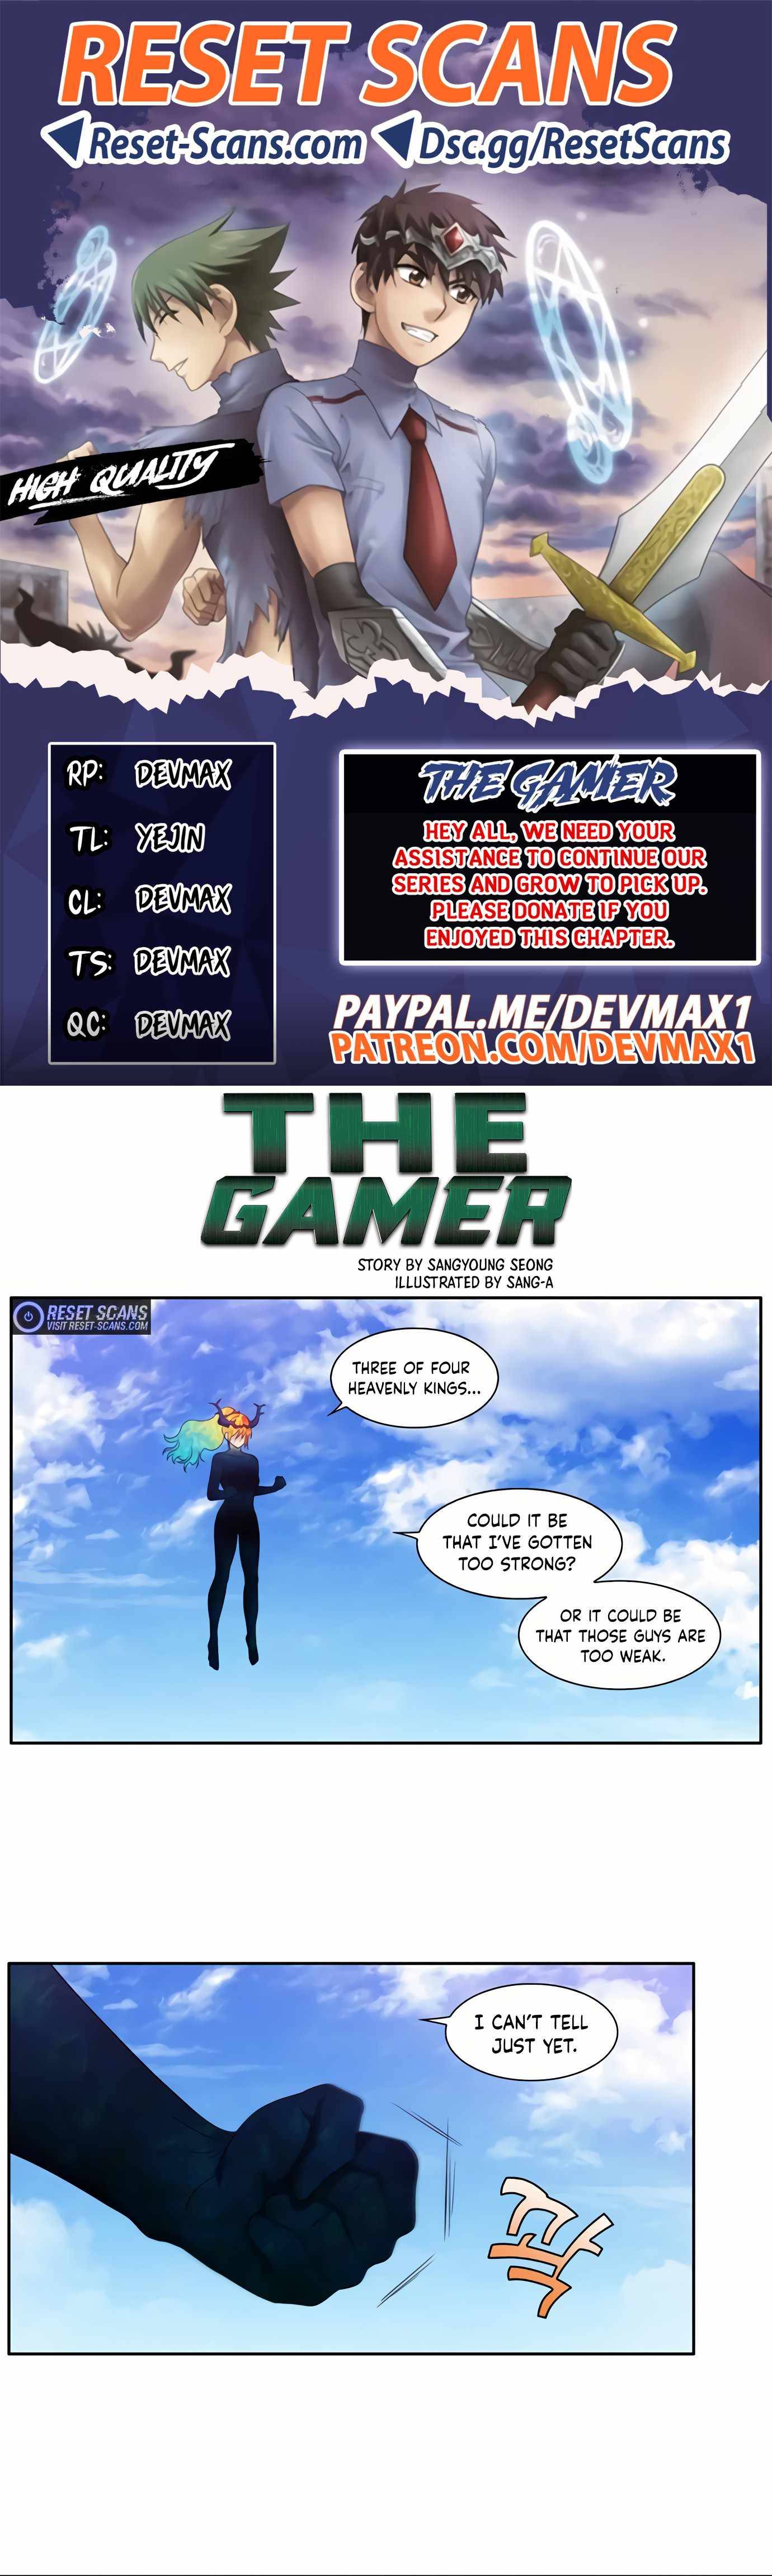 RESET SCANS
Reset-Scans.com Dsc.gg/ResetScans
HIGH QUALITY
RP: DEVMAX
TL: YEJIN
CL: DEVMAX
TS: DEVMAX
QC: DEVMAX
THE GAMER
HEY ALL, WE NEED YOUR
ASSISTANCE TO CONTINUE OUR
SERIES AND GROW TO PICK UP.
PLEASE DONATE IF YOU
ENJOYED THIS CHAPTER.
PAYPAL.ME/DEVMAX1
PATREON.COM/DEVMAX1
THE
GAMER
STORY BY SANGYOUNG SEONG
ILLUSTRATED BY SANG-A
RESET SCANS
VISIT RESET-SCANS.COM
THREE OF FOUR
HEAVENLY KINGS...
COULD IT BE
THAT I'VE GOTTEN
TOO STRONG?
OR IT COULD BE
THAT THOSE GUYS ARE
TOO WEAK.
I CAN'T TELL
JUST YET.
꽉